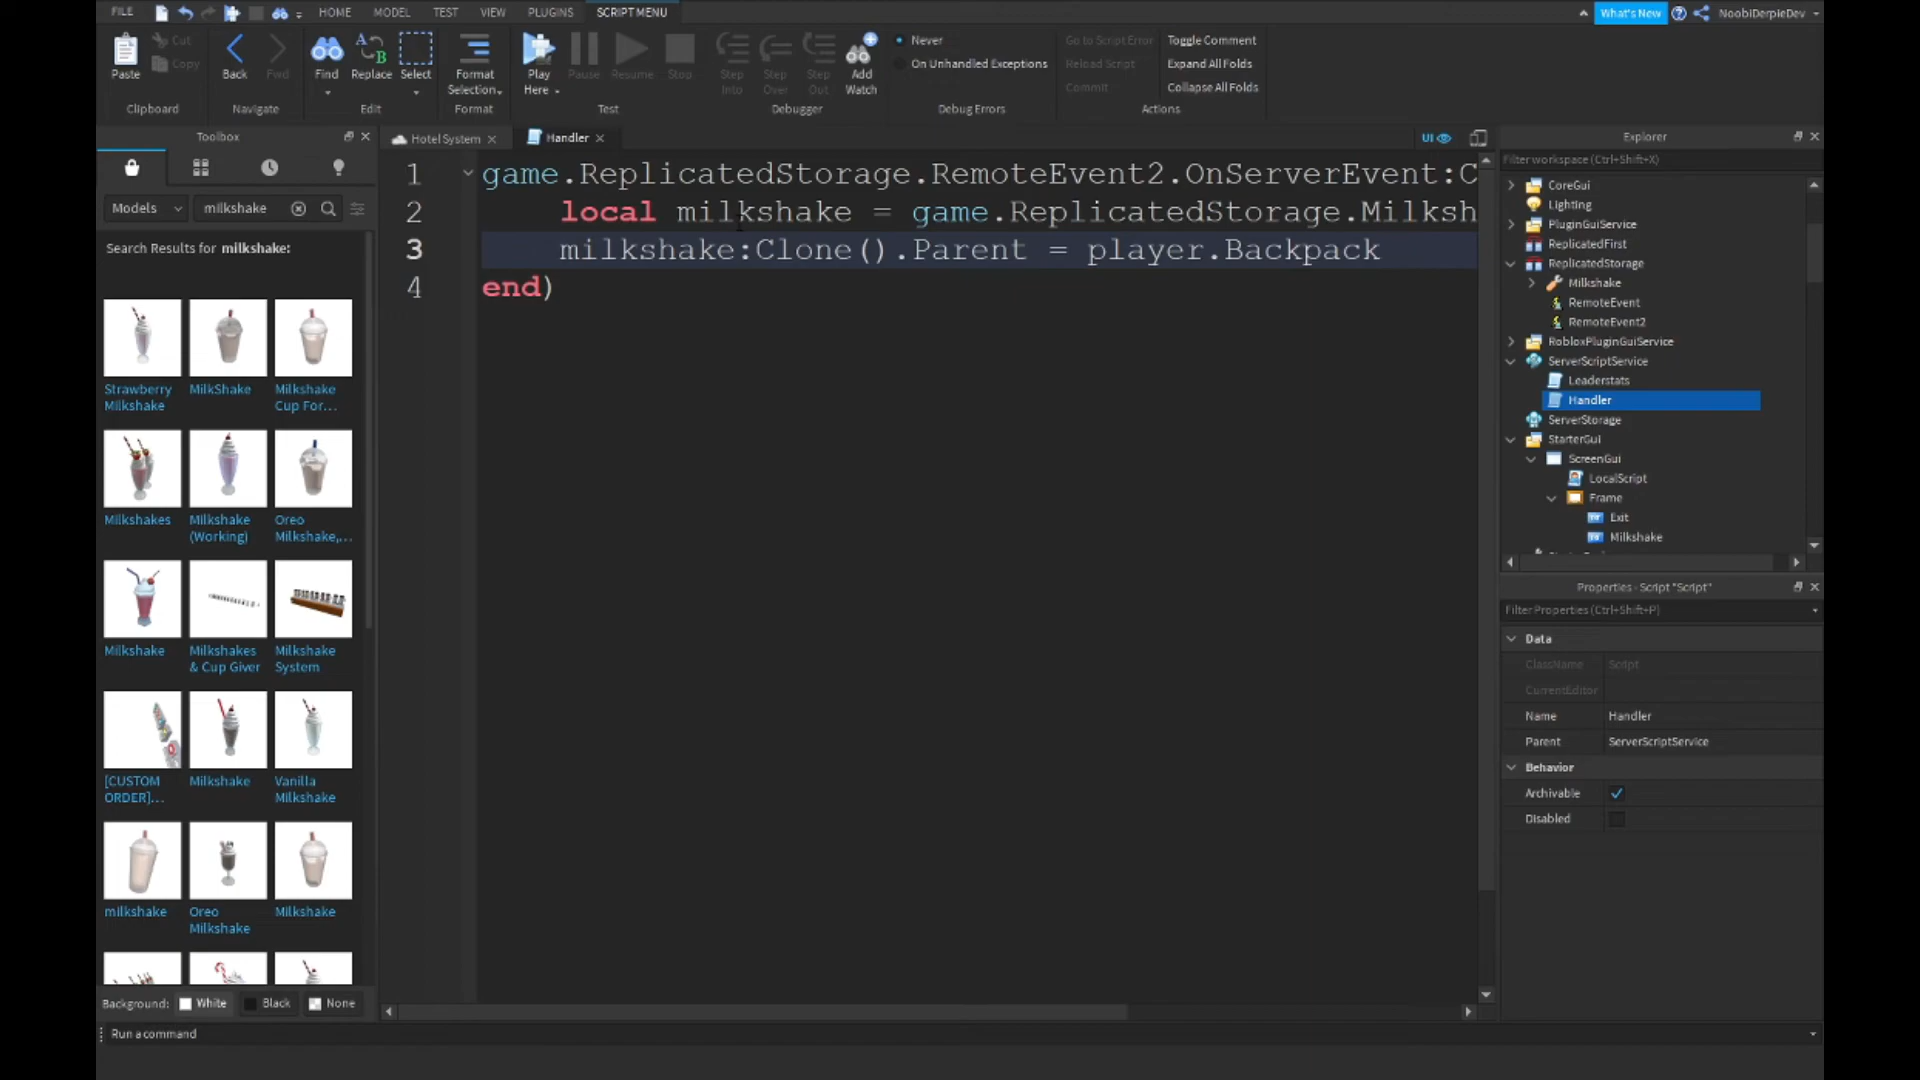 FILE HOME MODEL TEST VIEW PLUGINS SCRIPT MENU What's New NoobiDerpieDev
Paste Cut Copy
Clipboard
Back Fwd
Navigate
Find Replace Select
Edit
Format Selection
Format
Play Here Pause Resume Stop
Test
Step Into Step Over Step Out Add Watch
Debugger
Never
On Unhandled Exceptions
Debug Errors
Go to Script Error Toggle Comment
Reload Script Expand All Folds
Commit Collapse All Folds
Actions
Toolbox
Models milkshake
Search Results for milkshake:
Strawberry Milkshake
MilkShake
Milkshake Cup For...
Milkshakes
Milkshake (Working)
Oreo Milkshake,...
Milkshake
Milkshakes & Cup Giver
Milkshake System
[CUSTOM ORDER]...
Milkshake
Vanilla Milkshake
milkshake
Oreo Milkshake
Milkshake
Background: White Black None
Hotel System Handler UI
1 game.ReplicatedStorage.RemoteEvent2.OnServerEvent:C
2 local milkshake = game.ReplicatedStorage.Milksh
3 milkshake:Clone().Parent = player.Backpack
4 end)
Explorer
Filter workspace (Ctrl+Shift+X)
CoreGui
Lighting
PluginGuiService
ReplicatedFirst
ReplicatedStorage
Milkshake
RemoteEvent
RemoteEvent2
RobloxPluginGuiService
ServerScriptService
Leaderstats
Handler
ServerStorage
StarterGui
ScreenGui
LocalScript
Frame
Exit
Milkshake
Properties - Script "Script"
Filter Properties (Ctrl+Shift+P)
Data
ClassName Script
CurrentEditor
Name Handler
Parent ServerScriptService
Behavior
Archivable
Disabled
Run a command